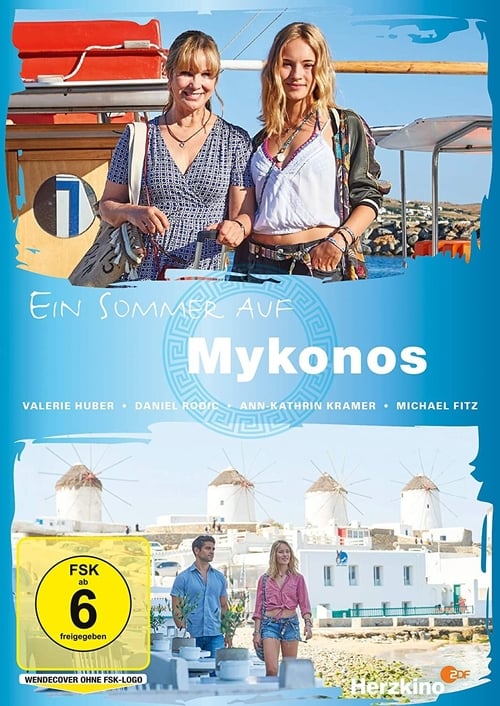 EIN SOMMER AUF
Mykonos
VALERIE HUBER • DANIEL RODIC • ANN-KATHRIN KRAMER • MICHAEL FITZ
FSK
ab
6
freigegeben
WENDECOVER OHNE FSK-LOGO
Herzkino
ZDF